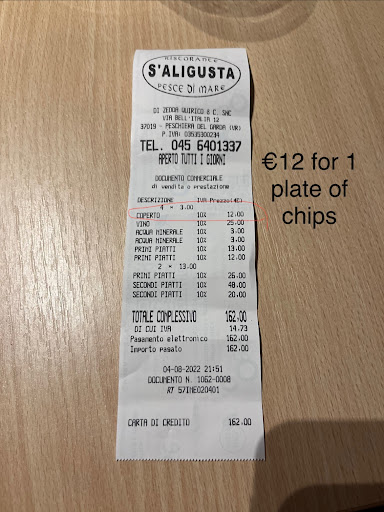 RISTORANTE
S'ALIGUSTA
PESCE DI MARE
DI ZEDDA QUIRICO & C. SNC
VIA BELL'ITALIA 12
37019 - PESCHIERA DEL GARDA (VR)
P.IVA: 03535300234
TEL. 045 6401337
APERTO TUTTI I GIORNI
DOCUMENTO COMMERCIALE
di vendita o prestazione
DESCRIZIONE IVA Prezzo(€)
4 × 3.00
COPERTO 10% 12.00
VINO 10% 25.00
ACQUA MINERALE 10% 3.00
ACQUA MINERALE 10% 3.00
PRIMI PIATTI 10% 13.00
PRIMI PIATTI 10% 12.00
2 × 13.00
PRIMI PIATTI 10% 26.00
SECONDI PIATTI 10% 48.00
SECONDI PIATTI 10% 20.00
TOTALE COMPLESSIVO 162.00
DI CUI IVA 14.73
Pagamento elettronico 162.00
Importo pagato 162.00
04-08-2022 21:51
DOCUMENTO N. 1062-0008
RT 57INE020401
CARTA DI CREDITO 162.00
€12 for 1
plate of
chips